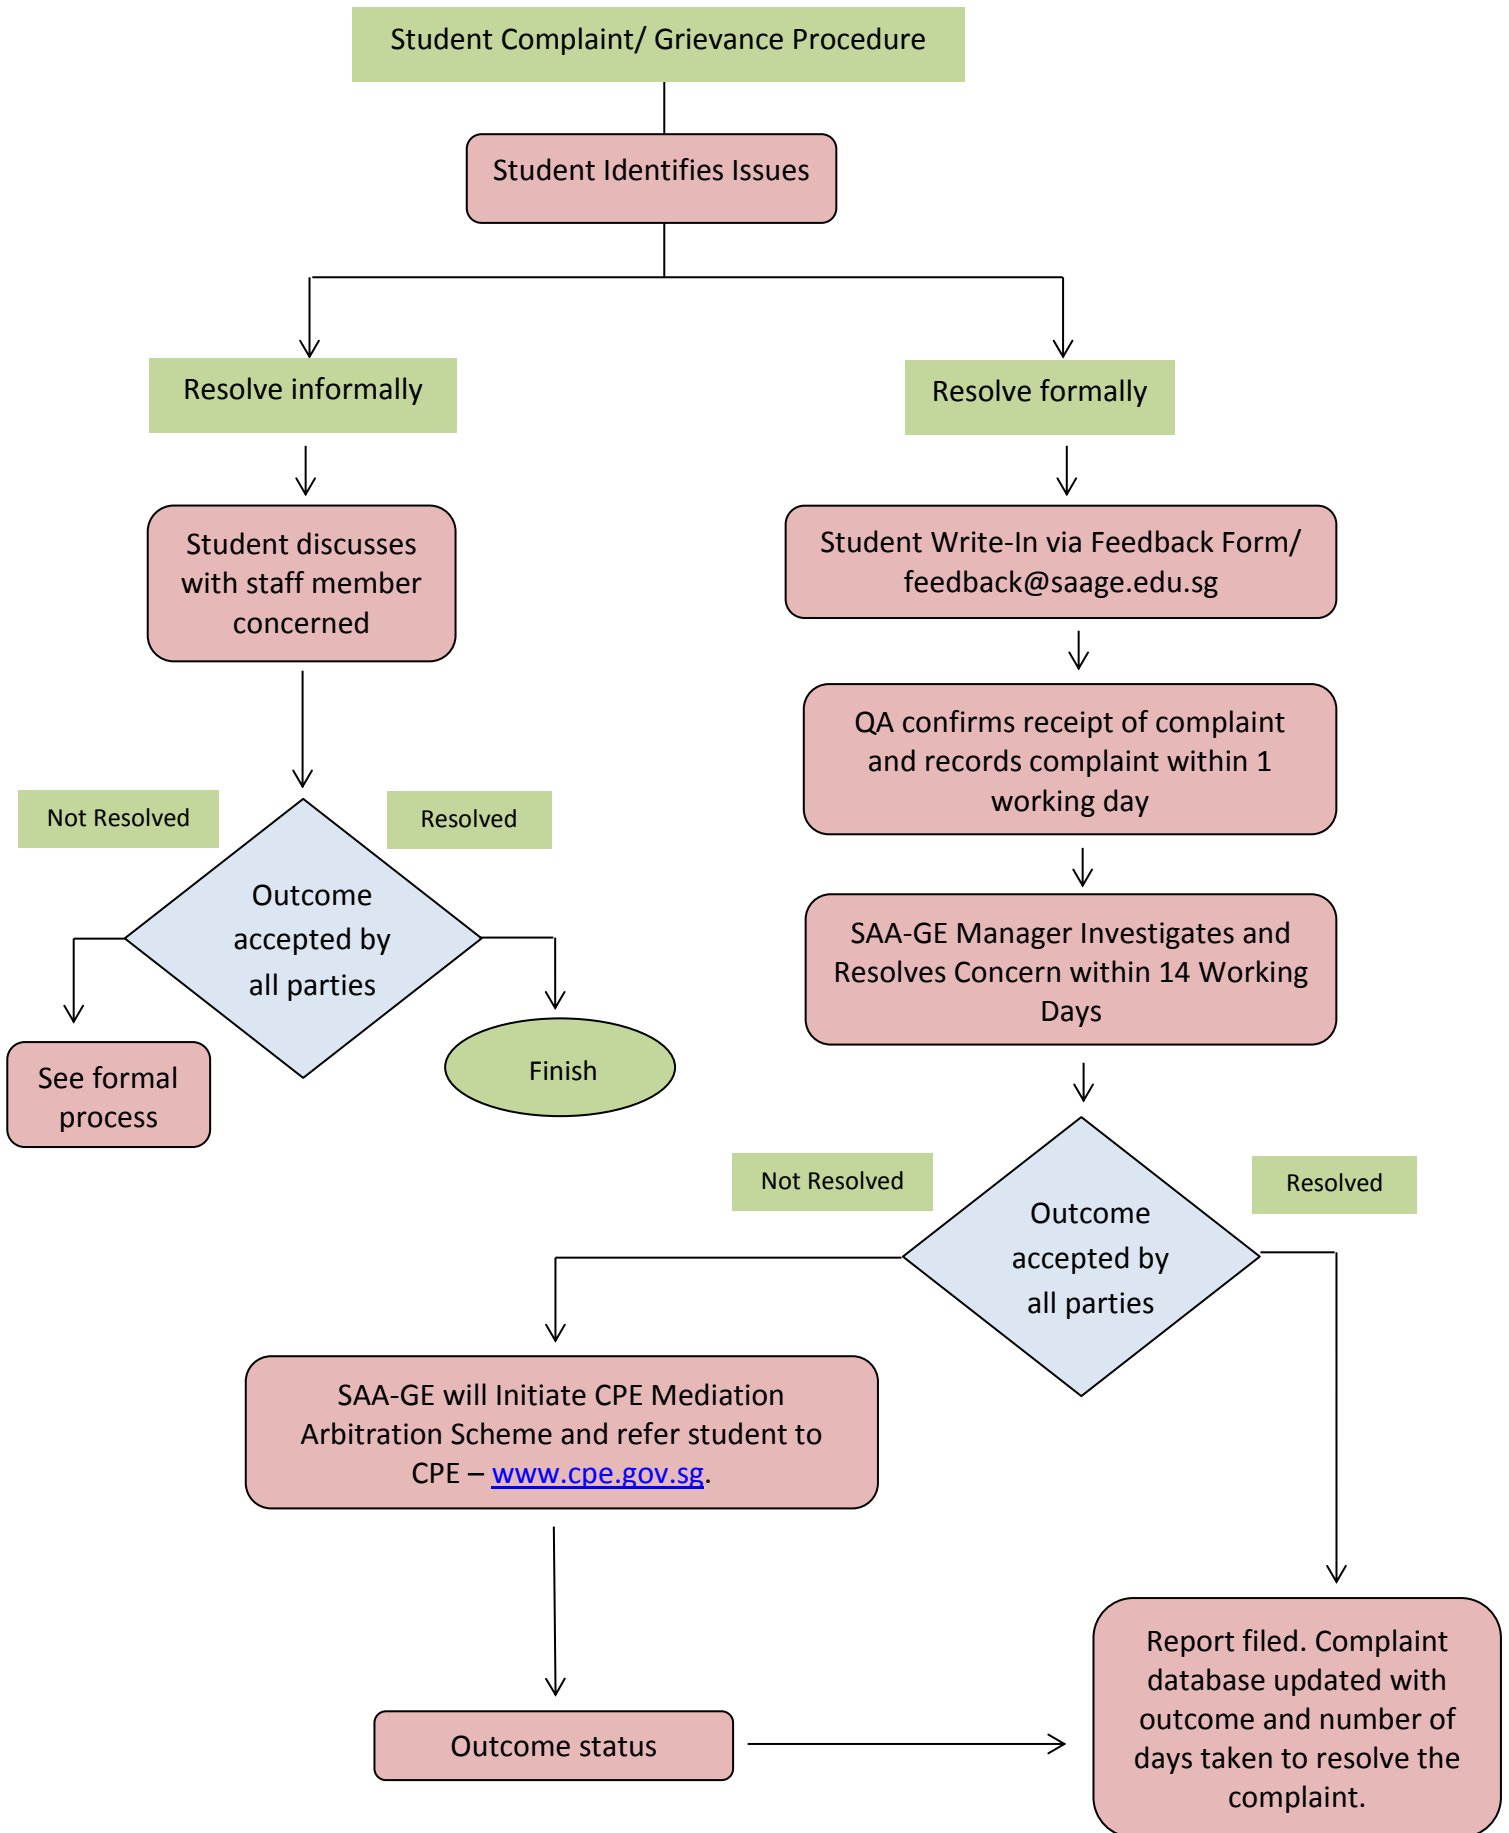 Student Complaint/ Grievance Procedure
Student Identifies Issues
Resolve informally
Resolve formally
Student discusses
with staff member
concerned
Student Write-In via Feedback Form/
feedback@saage.edu.sg
QA confirms receipt of complaint
and records complaint within 1
working day
Not Resolved
Resolved
Outcome
accepted by
all parties
SAA-GE Manager Investigates and
Resolves Concern within 14 Working
Days
See formal
process
Finish
Not Resolved
Resolved
Outcome
accepted by
all parties
SAA-GE will Initiate CPE Mediation
Arbitration Scheme and refer student to
CPE – www.cpe.gov.sg.
Outcome status
Report filed. Complaint
database updated with
outcome and number of
days taken to resolve the
complaint.